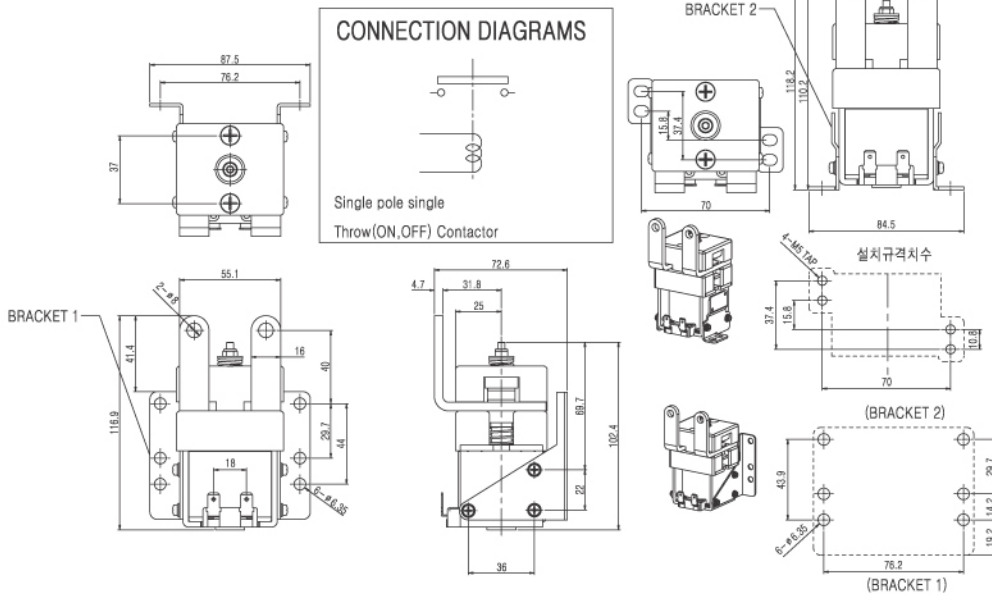 BRACKET 2
CONNECTION DIAGRAMS
87.5
76.2
118.2
110.2
37
15.8
37.4
Single pole single
Throw(ON,OFF) Contactor
70
84.5
설치규격치수
4-M5 TAP
72.6
4.7
31.8
25
55.1
2-ø8
BRACKET 1
16
41.4
40
116.9
29.7
44
18
6-ø6.35
69.7
102.4
22
36
37.4
15.8
10.8
70
(BRACKET 2)
43.9
29.7
14.2
19.2
6-ø6.35
76.2
(BRACKET 1)